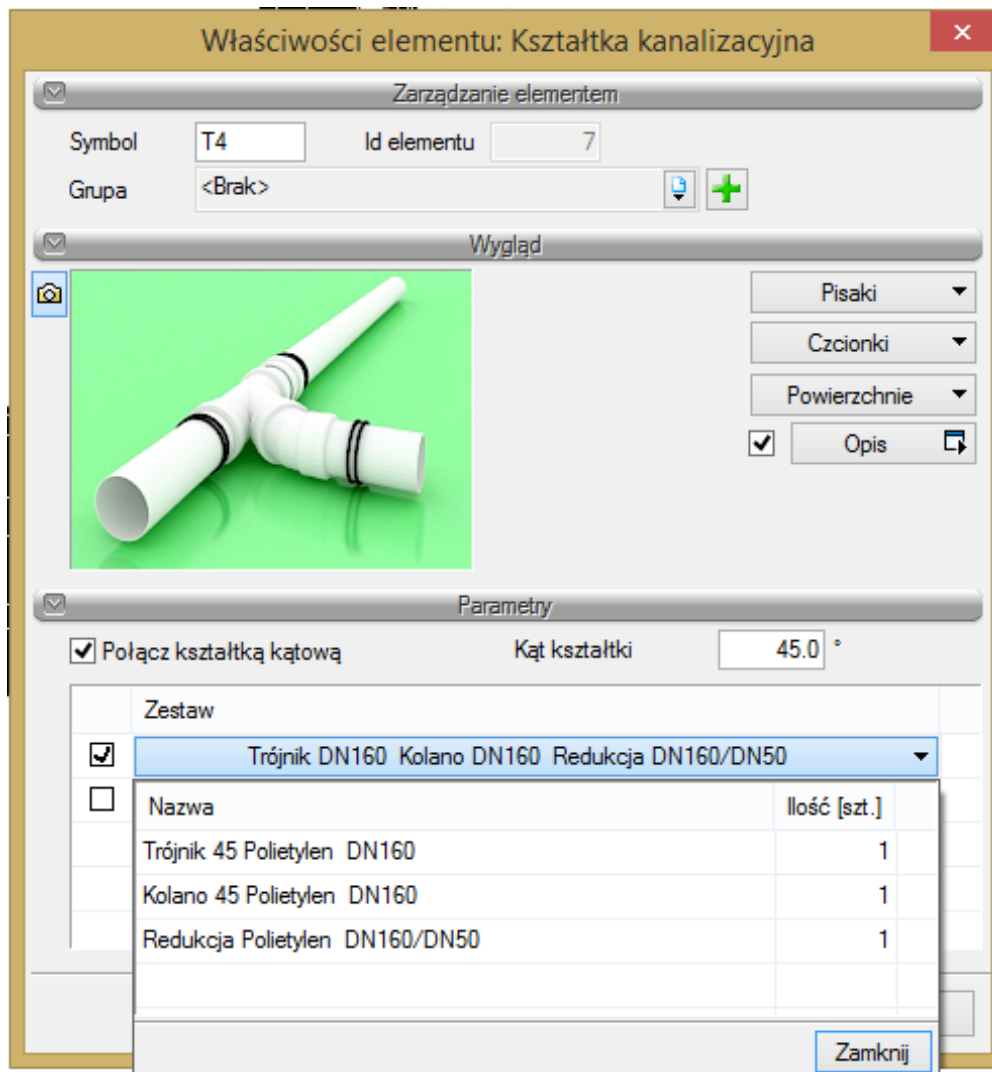 Właściwości elementu: Kształtka kanalizacyjna
Zarządzanie elementem
Symbol T4 Id elementu 7
Grupa <Brak>
Wygląd
Pisaki
Czcionki
Powierzchnie
Opis
Parametry
Połącz kształtką kątową Kąt kształtki 45.0 °
Zestaw
Trójnik DN160 Kolano DN160 Redukcja DN160/DN50
Nazwa Ilość [szt.]
Trójnik 45 Polietylen DN160 1
Kolano 45 Polietylen DN160 1
Redukcja Polietylen DN160/DN50 1
Zamknij